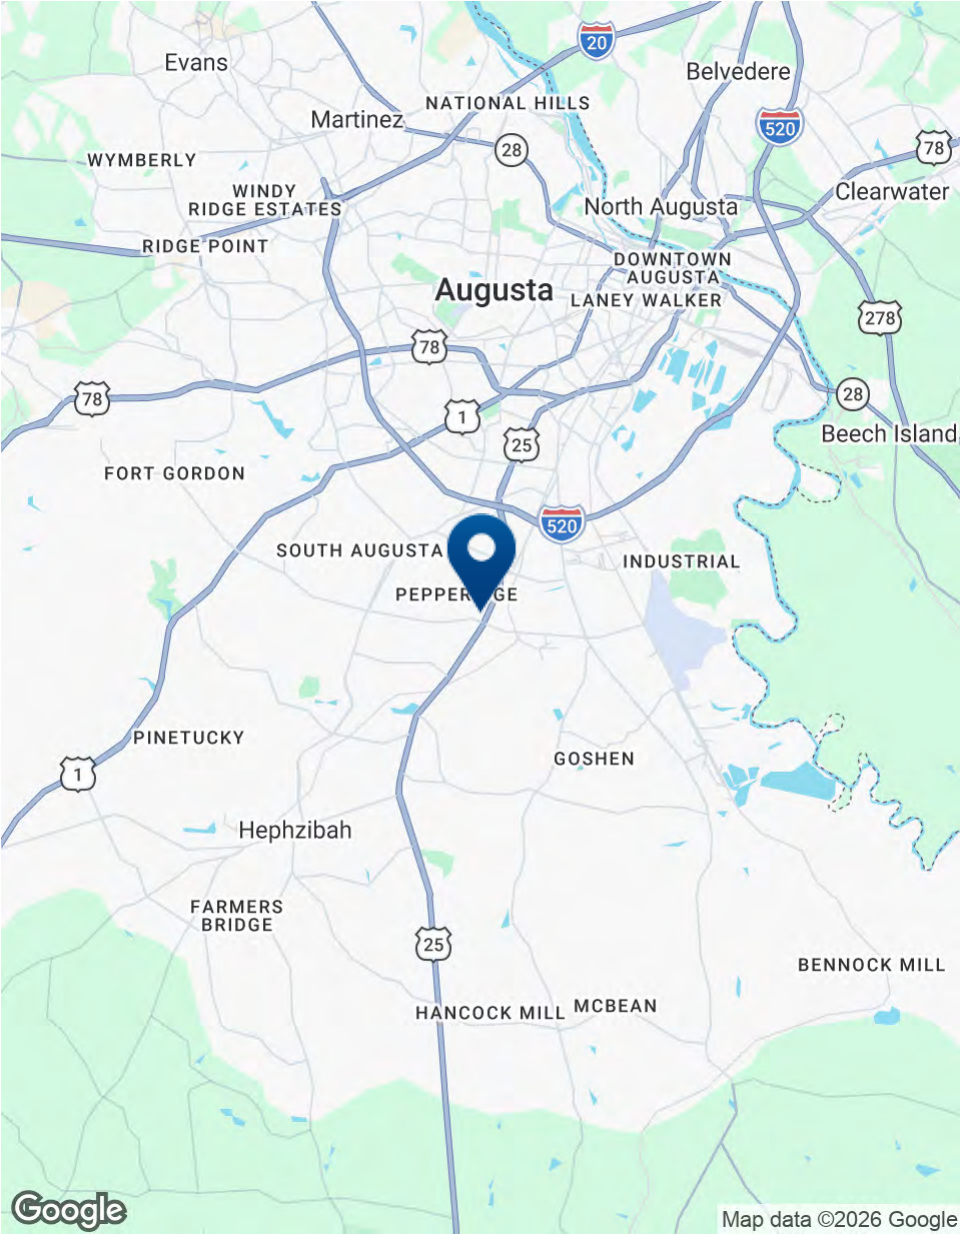 Evans
20
Belvedere
NATIONAL HILLS
Martinez
520
28
78
WYMBERLY
WINDY
RIDGE ESTATES
Clearwater
North Augusta
RIDGE POINT
DOWNTOWN
AUGUSTA
Augusta
LANEY WALKER
278
78
78
28
1
25
Beech Island,
FORT GORDON
520
SOUTH AUGUSTA
INDUSTRIAL
PEPPER GE
PINETUCKY
GOSHEN
1
Hephzibah
FARMERS
BRIDGE
25
BENNOCK MILL
MCBEAN
HANCOCK MILL
Google
Map data ©2026 Google